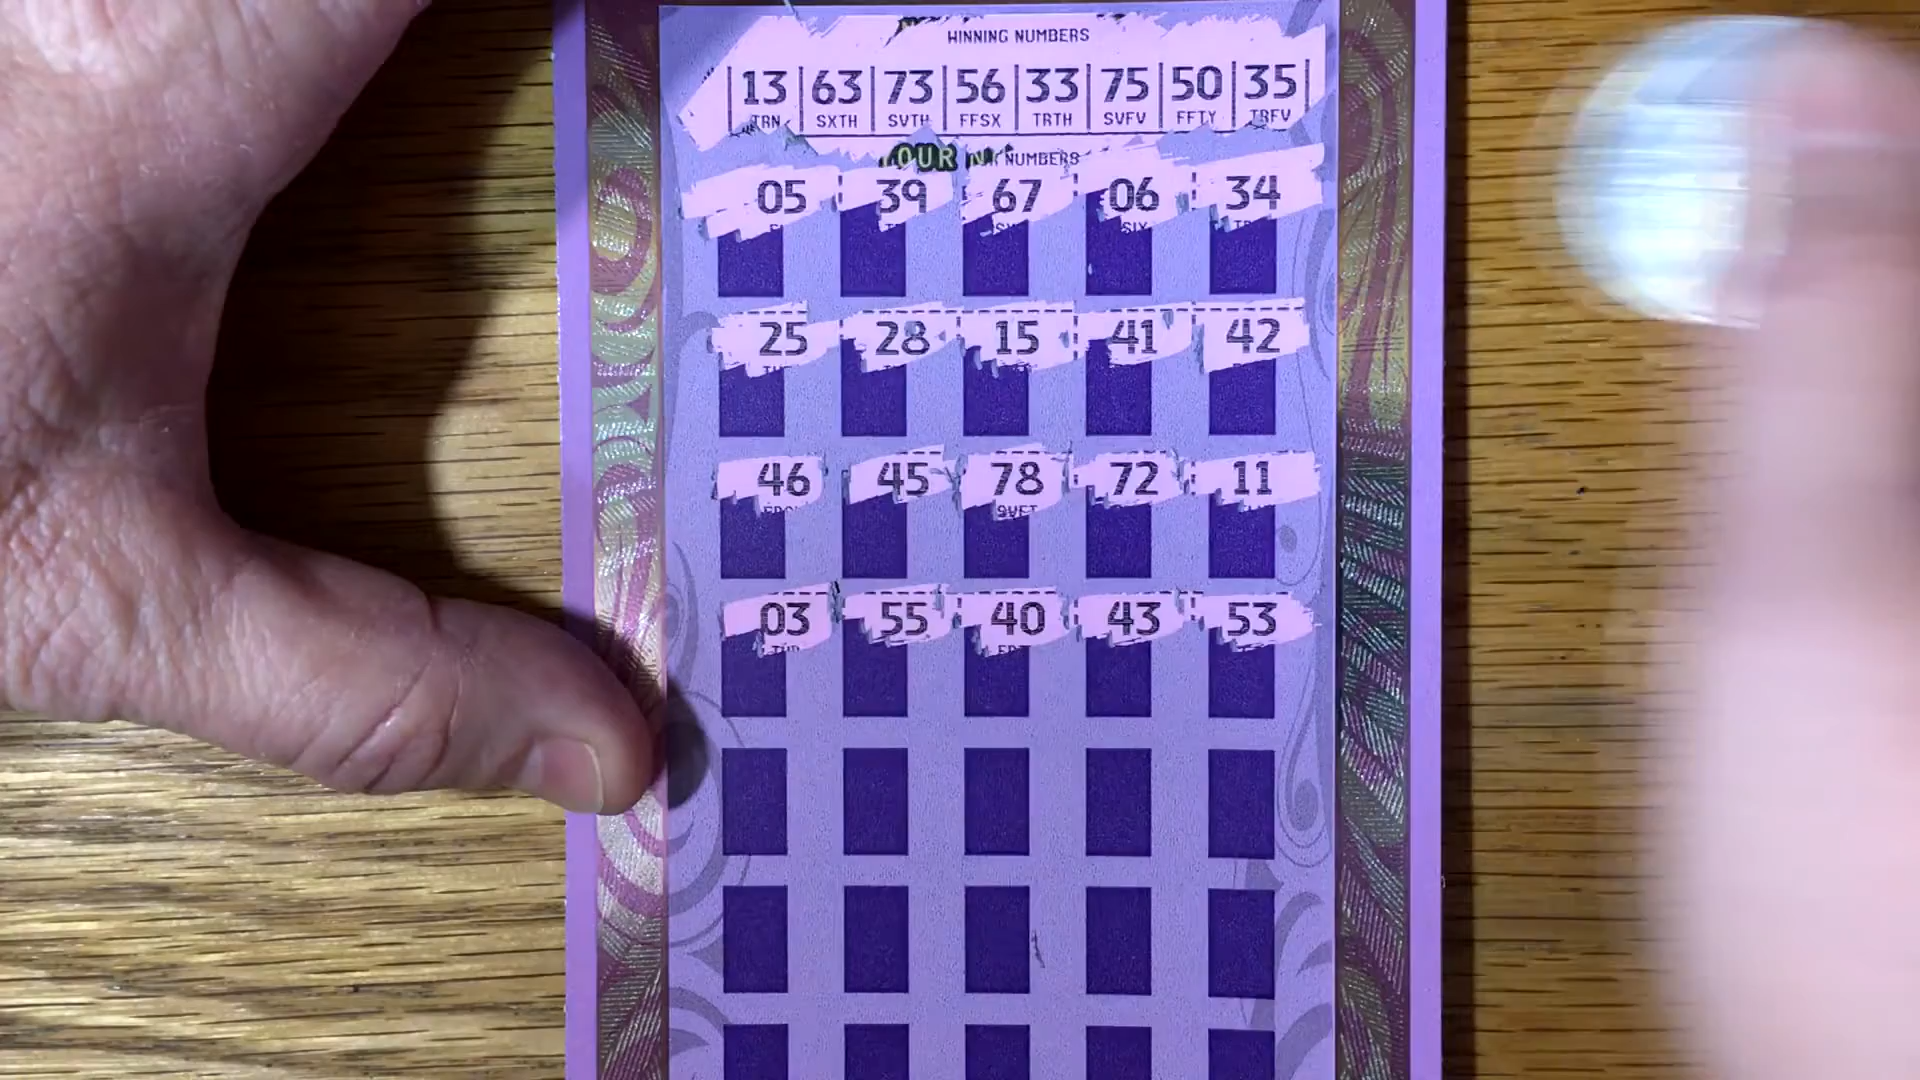 WINNING NUMBERS
13 63 73 56 33 75 50 35
TRN SXTH SVTH FFSX TRTH SVFV FFTY TRFV
YOUR NUMBERS
05 39 67 06 34
SIX
25 28 15 41 42
46 45 78 72 11
03 55 40 43 53